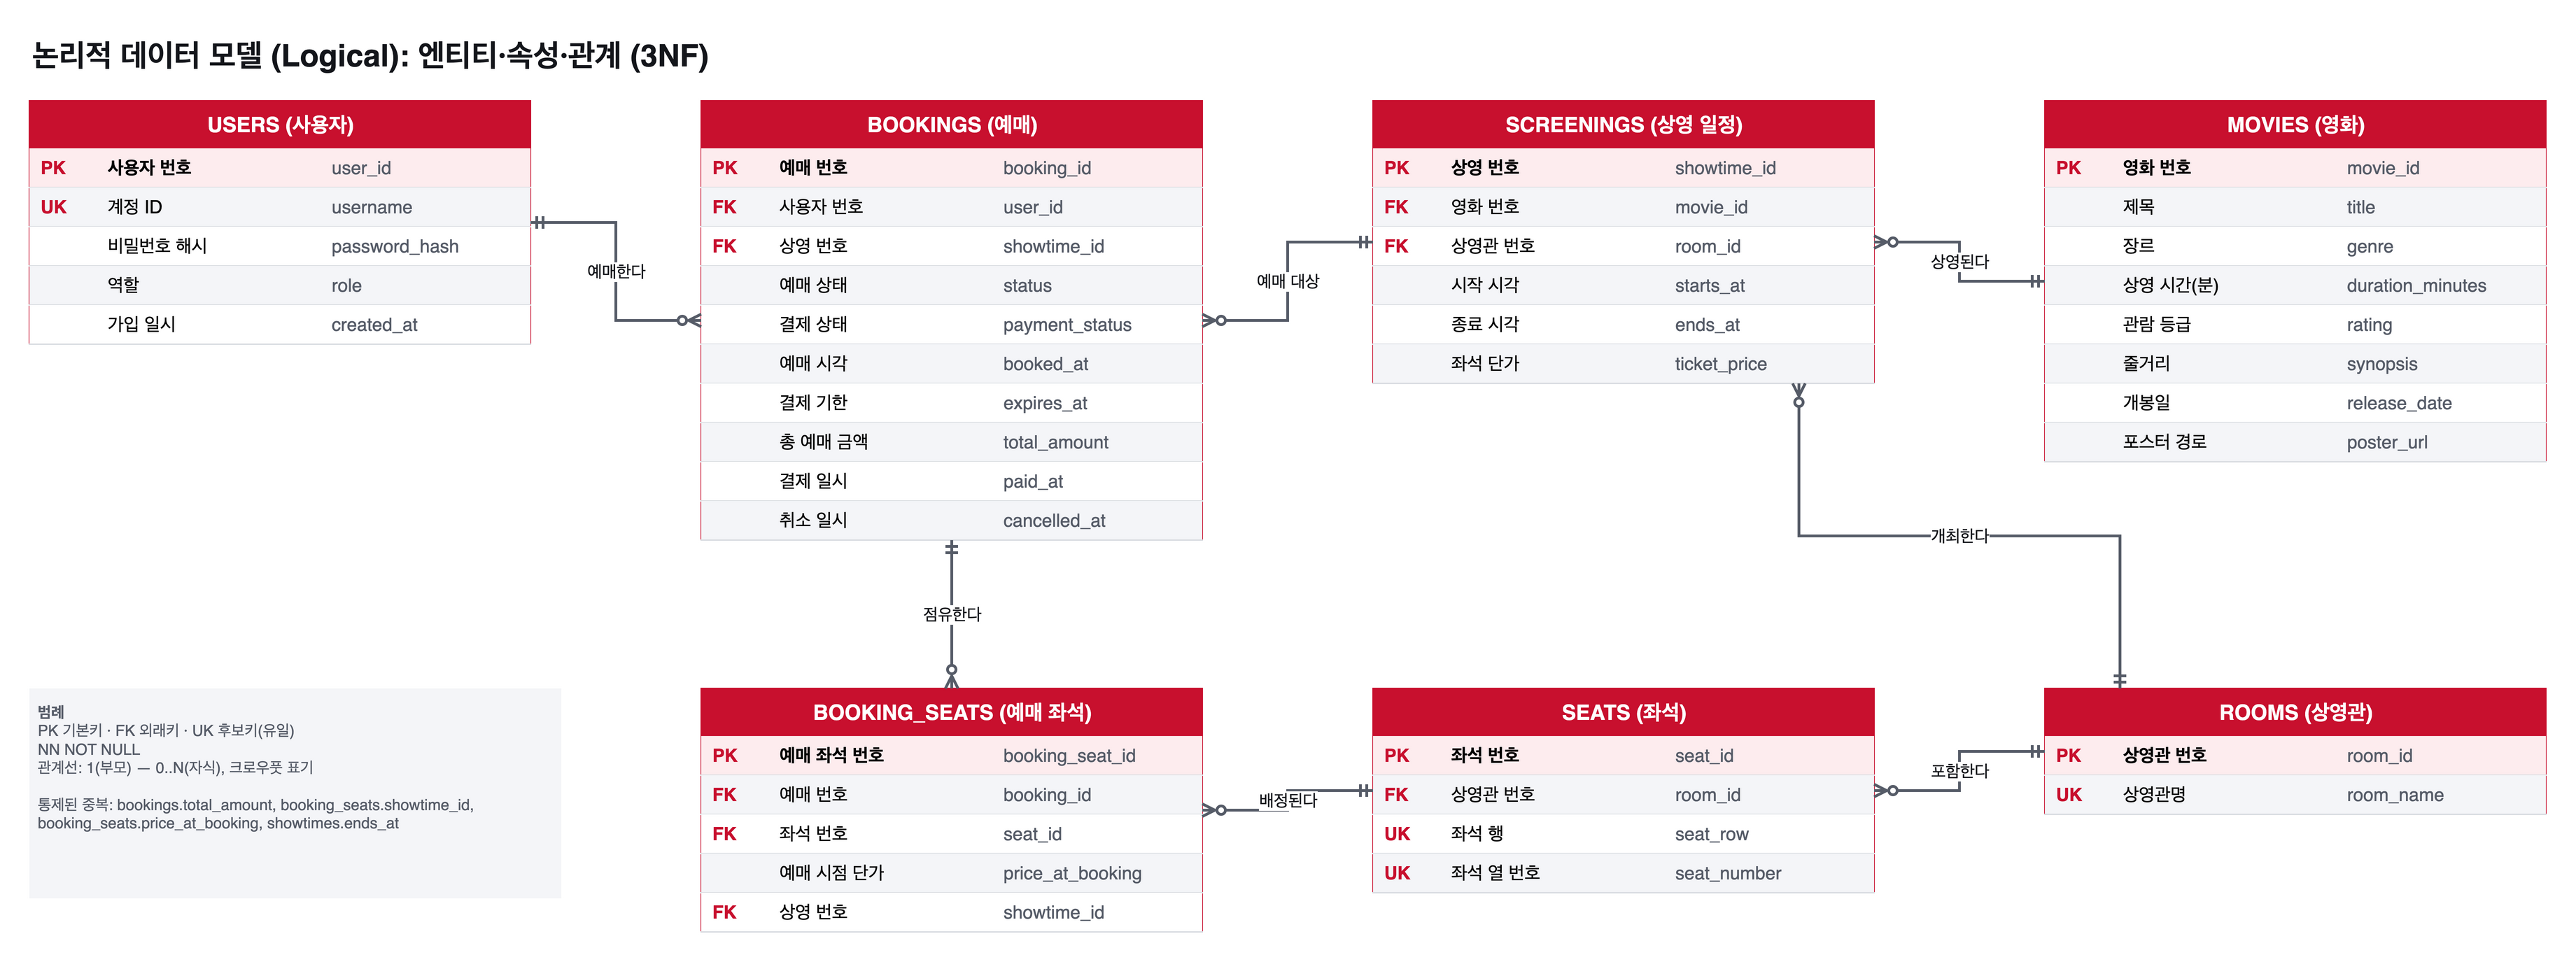 논리적 데이터 모델 (Logical): 엔티티·속성·관계 (3NF)
USERS (사용자)
PK 사용자 번호 user_id
UK 계정 ID username
비밀번호 해시 password_hash
역할 role
가입 일시 created_at
예매한다
BOOKINGS (예매)
PK 예매 번호 booking_id
FK 사용자 번호 user_id
FK 상영 번호 showtime_id
예매 상태 status
결제 상태 payment_status
예매 시각 booked_at
결제 기한 expires_at
총 예매 금액 total_amount
결제 일시 paid_at
취소 일시 cancelled_at
예매 대상
SCREENINGS (상영 일정)
PK 상영 번호 showtime_id
FK 영화 번호 movie_id
FK 상영관 번호 room_id
시작 시각 starts_at
종료 시각 ends_at
좌석 단가 ticket_price
상영된다
MOVIES (영화)
PK 영화 번호 movie_id
제목 title
장르 genre
상영 시간(분) duration_minutes
관람 등급 rating
줄거리 synopsis
개봉일 release_date
포스터 경로 poster_url
개최한다
점유한다
범례
PK 기본키 · FK 외래키 · UK 후보키(유일)
NN NOT NULL
관계선: 1(부모) — 0..N(자식), 크로우풋 표기
통제된 중복: bookings.total_amount, booking_seats.showtime_id,
booking_seats.price_at_booking, showtimes.ends_at
BOOKING_SEATS (예매 좌석)
PK 예매 좌석 번호 booking_seat_id
FK 예매 번호 booking_id
FK 좌석 번호 seat_id
예매 시점 단가 price_at_booking
FK 상영 번호 showtime_id
배정된다
SEATS (좌석)
PK 좌석 번호 seat_id
FK 상영관 번호 room_id
UK 좌석 행 seat_row
UK 좌석 열 번호 seat_number
포함한다
ROOMS (상영관)
PK 상영관 번호 room_id
UK 상영관명 room_name